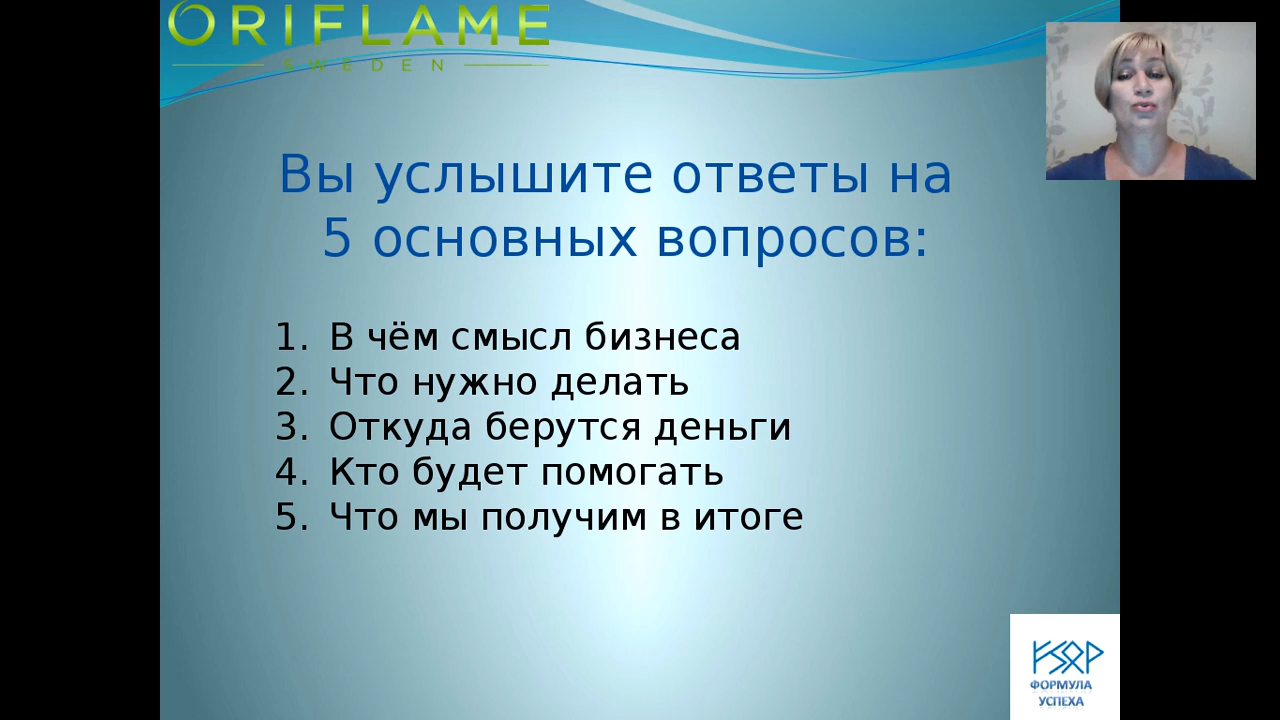 ORIFLAME
SWEDEN
Вы услышите ответы на
5 основных вопросов:
1. В чём смысл бизнеса
2. Что нужно делать
3. Откуда берутся деньги
4. Кто будет помогать
5. Что мы получим в итоге
ФОРМУЛА
УСПЕХА